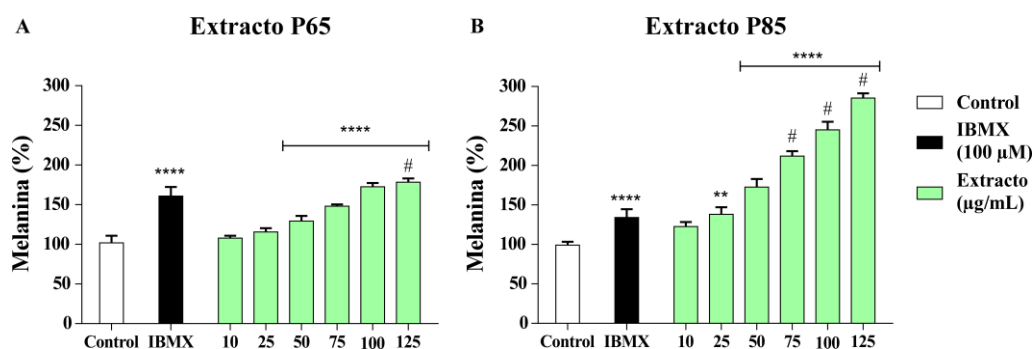 A
Extracto P65
Melanina (%)
300
250
200
150
100
50
0
****
****
#
Control IBMX 10 25 50 75 100 125
B
Extracto P85
Melanina (%)
300
250
200
150
100
50
0
****
****
**
#
#
#
Control IBMX 10 25 50 75 100 125
Control
IBMX
(100 µM)
Extracto
(µg/mL)